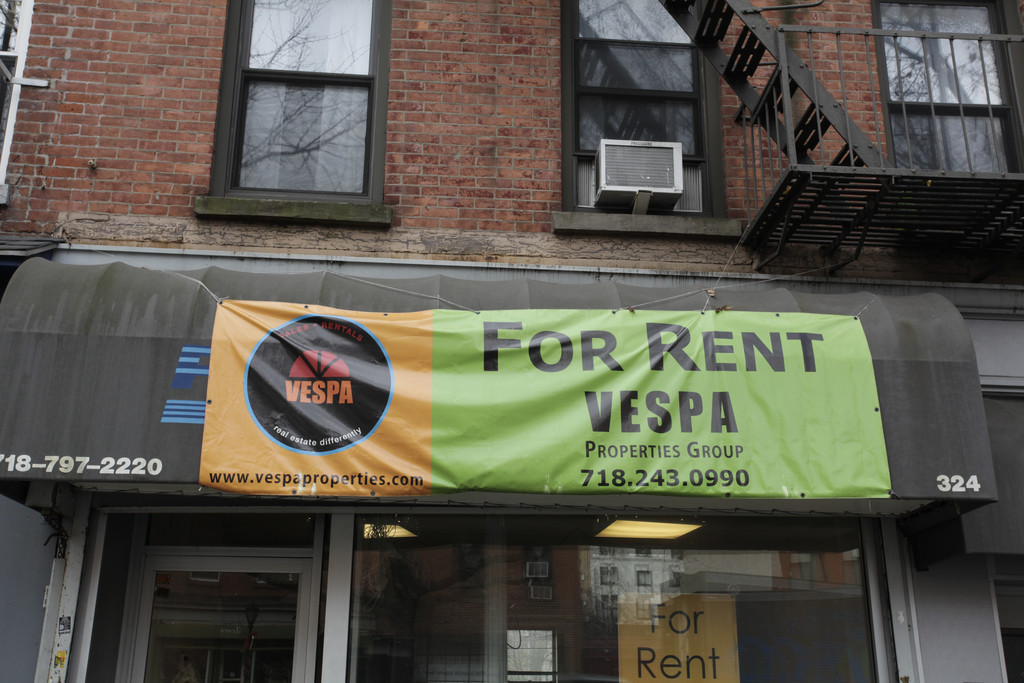 SALES • RENTALS
VESPA
real estate differently
www.vespaproperties.com
FOR RENT
VESPA
PROPERTIES GROUP
718.243.0990
718-797-2220
324
For
Rent